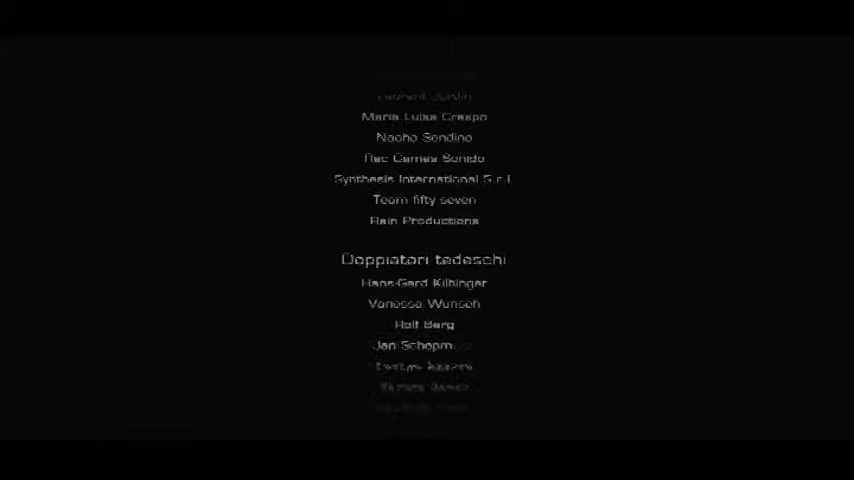 Maria Luisa Crespo
Nacho Sendino
Rec Games Sonido
Synthesis International S.r.l
Team fifty seven
Rain Productions
Doppiatori tedeschi
Hans-Gerd Kilbinger
Vanessa Wunsch
Rolf Berg
Jan